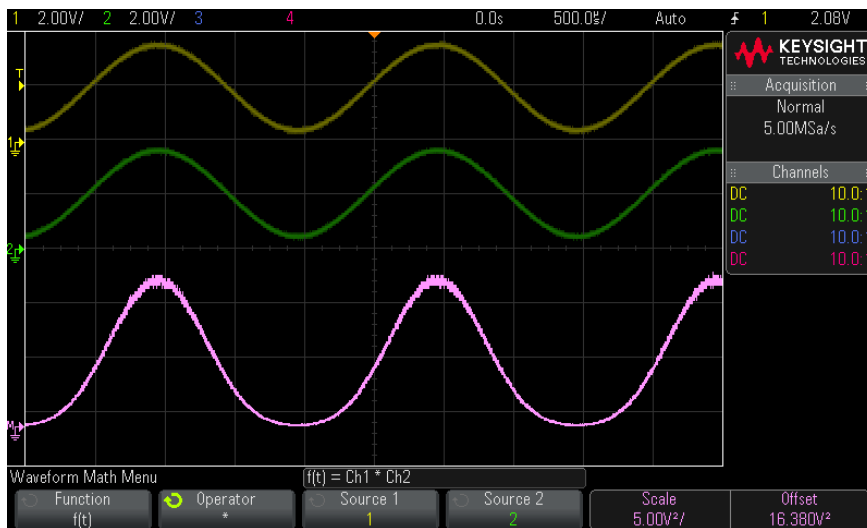 1 2.00V/ 2 2.00V/ 3 4 0.0s 500.0㎲/ Auto 1 2.08V
KEYSIGHT
TECHNOLOGIES
Acquisition
Normal
5.00MSa/s
Channels
DC 10.0:1
DC 10.0:1
DC 10.0:1
DC 10.0:1
T
1
2
M
Waveform Math Menu
f(t) = Ch1 * Ch2
Function
f(t)
Operator
*
Source 1
1
Source 2
2
Scale
5.00V²/
Offset
16.380V²